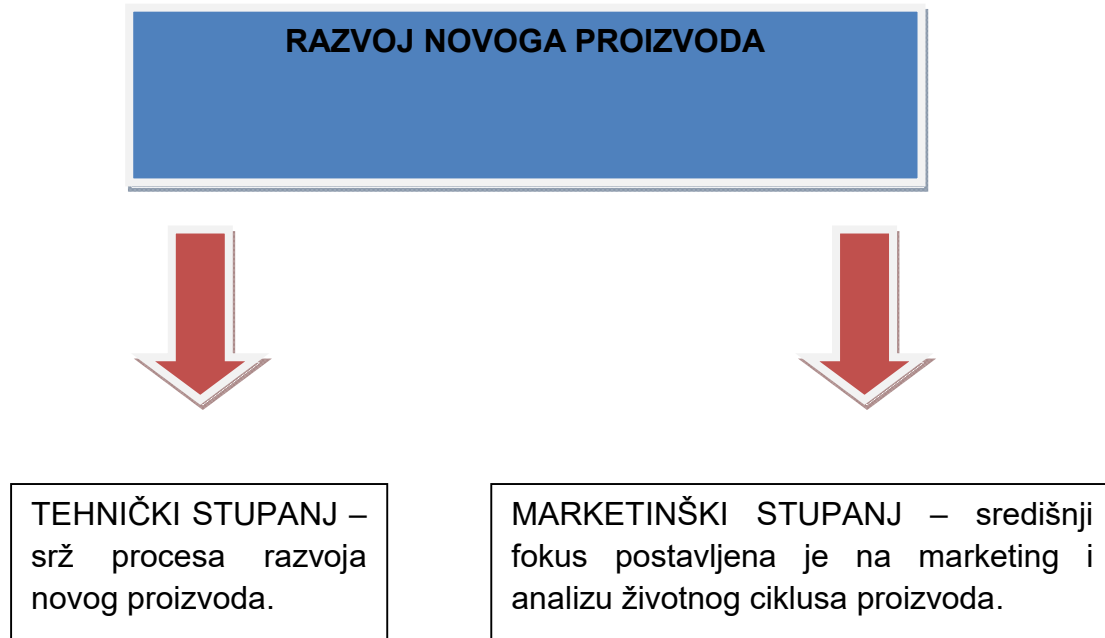 RAZVOJ NOVOGA PROIZVODA
TEHNIČKI STUPANJ –
srž procesa razvoja
novog proizvoda.
MARKETINŠKI STUPANJ – središnji
fokus postavljena je na marketing i
analizu životnog ciklusa proizvoda.